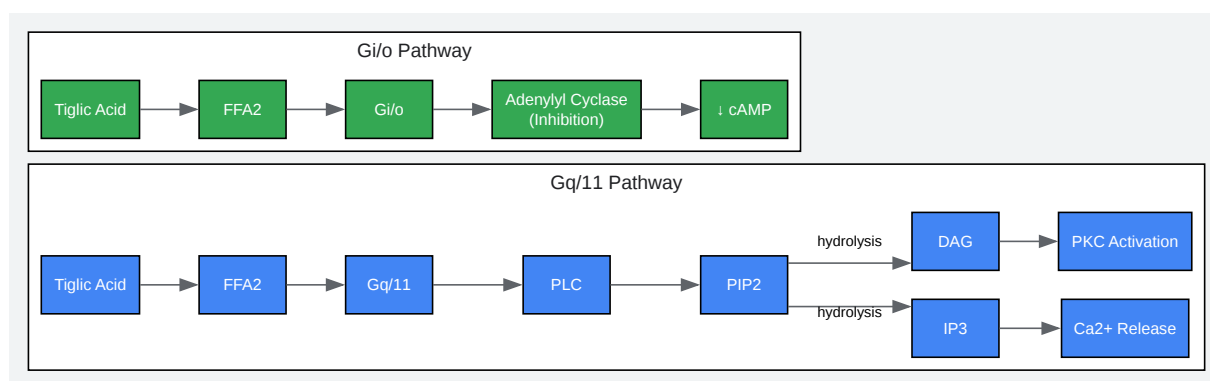 Gi/o Pathway
Tiglic Acid
FFA2
Gi/o
Adenylyl Cyclase
(Inhibition)
↓ cAMP
Gq/11 Pathway
Tiglic Acid
FFA2
Gq/11
PLC
PIP2
hydrolysis
hydrolysis
DAG
PKC Activation
IP3
Ca2+ Release